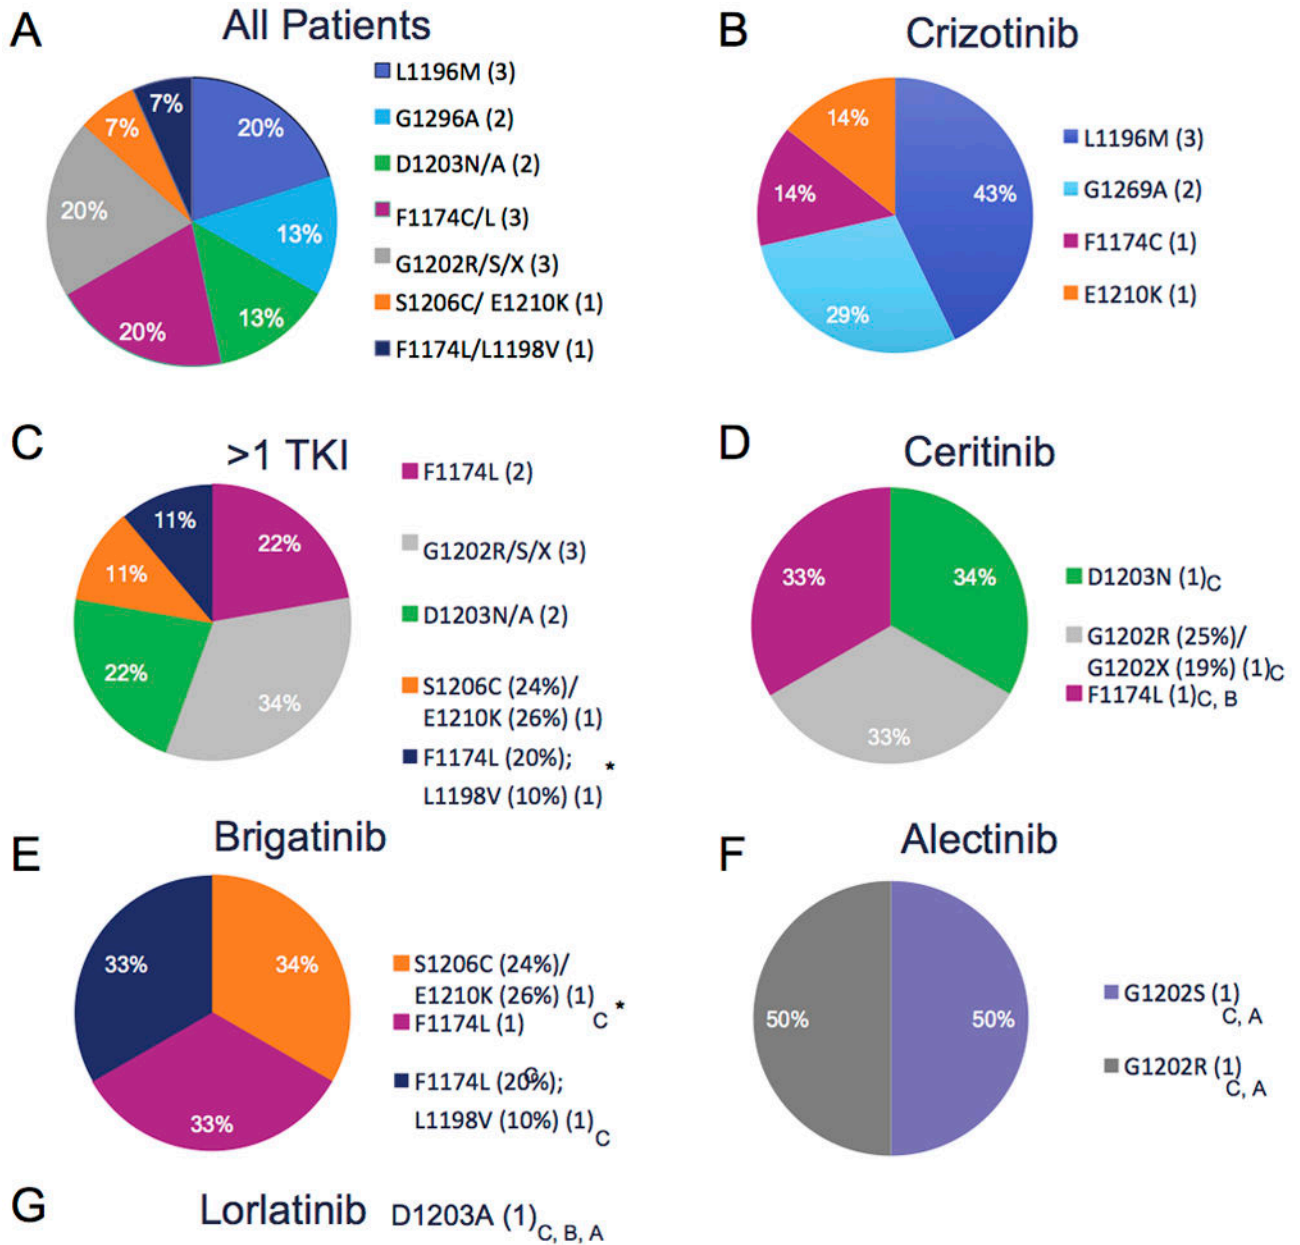 A
All Patients
7%
20%
7%
20%
13%
20%
13%
L1196M (3)
G1296A (2)
D1203N/A (2)
F1174C/L (3)
G1202R/S/X (3)
S1206C/ E1210K (1)
F1174L/L1198V (1)
B
Crizotinib
14%
43%
14%
29%
L1196M (3)
G1269A (2)
F1174C (1)
E1210K (1)
C
>1 TKI
11%
22%
11%
22%
34%
F1174L (2)
G1202R/S/X (3)
D1203N/A (2)
S1206C (24%)/
E1210K (26%) (1)
F1174L (20%); *
L1198V (10%) (1)
D
Ceritinib
33%
34%
33%
D1203N (1)C
G1202R (25%)/
G1202X (19%) (1)C
F1174L (1)C, B
E
Brigatinib
33%
34%
33%
S1206C (24%)/
E1210K (26%) (1)C *
F1174L (1)
C
F1174L (20%);
L1198V (10%) (1)C
F
Alectinib
50%
50%
G1202S (1)C, A
G1202R (1)C, A
G
Lorlatinib D1203A (1)C, B, A